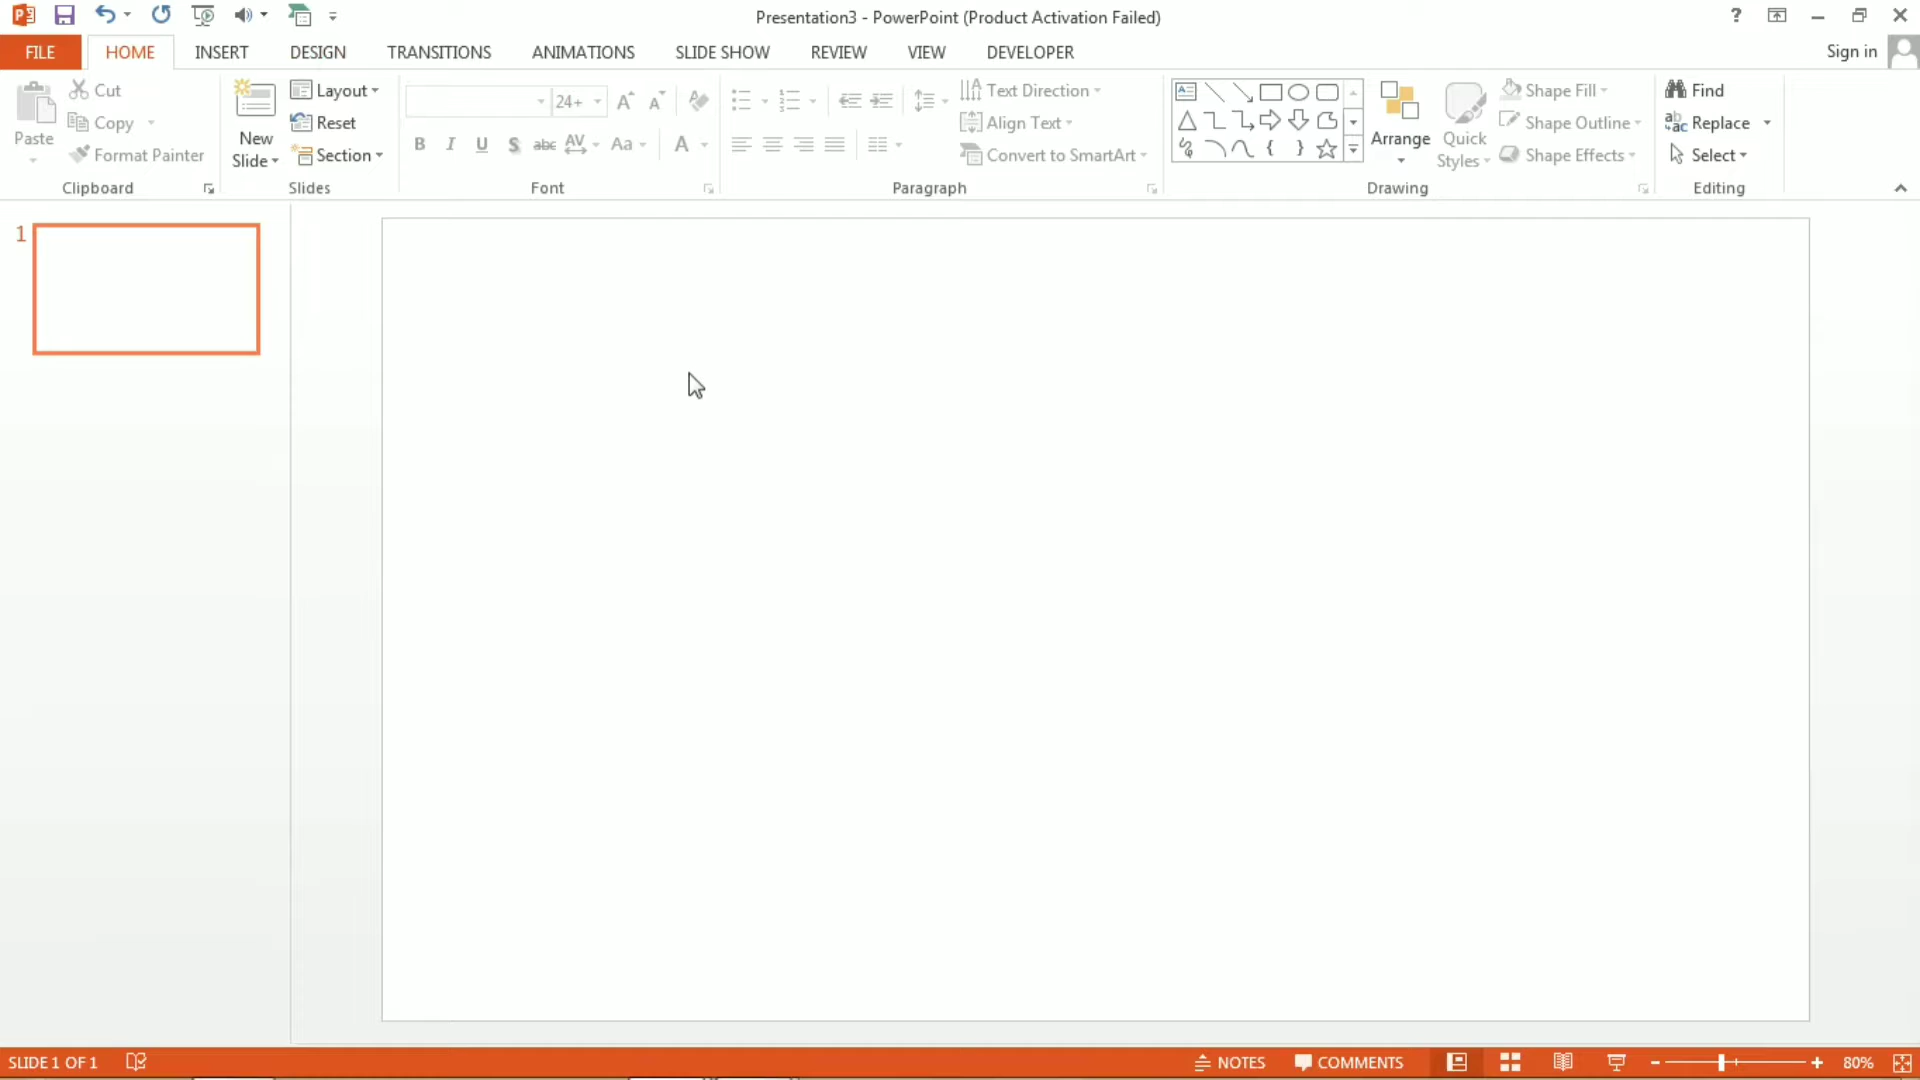 Presentation3 - PowerPoint (Product Activation Failed)
FILE HOME INSERT DESIGN TRANSITIONS ANIMATIONS SLIDE SHOW REVIEW VIEW DEVELOPER Sign in
Paste
Cut
Copy
Format Painter
Clipboard
New
Slide
Layout
Reset
Section
Slides
24+
B I U S abc AV Aa A
Font
Text Direction
Align Text
Convert to SmartArt
Paragraph
Arrange
Quick
Styles
Shape Fill
Shape Outline
Shape Effects
Drawing
Find
Replace
Select
Editing
1
SLIDE 1 OF 1 NOTES COMMENTS 80%